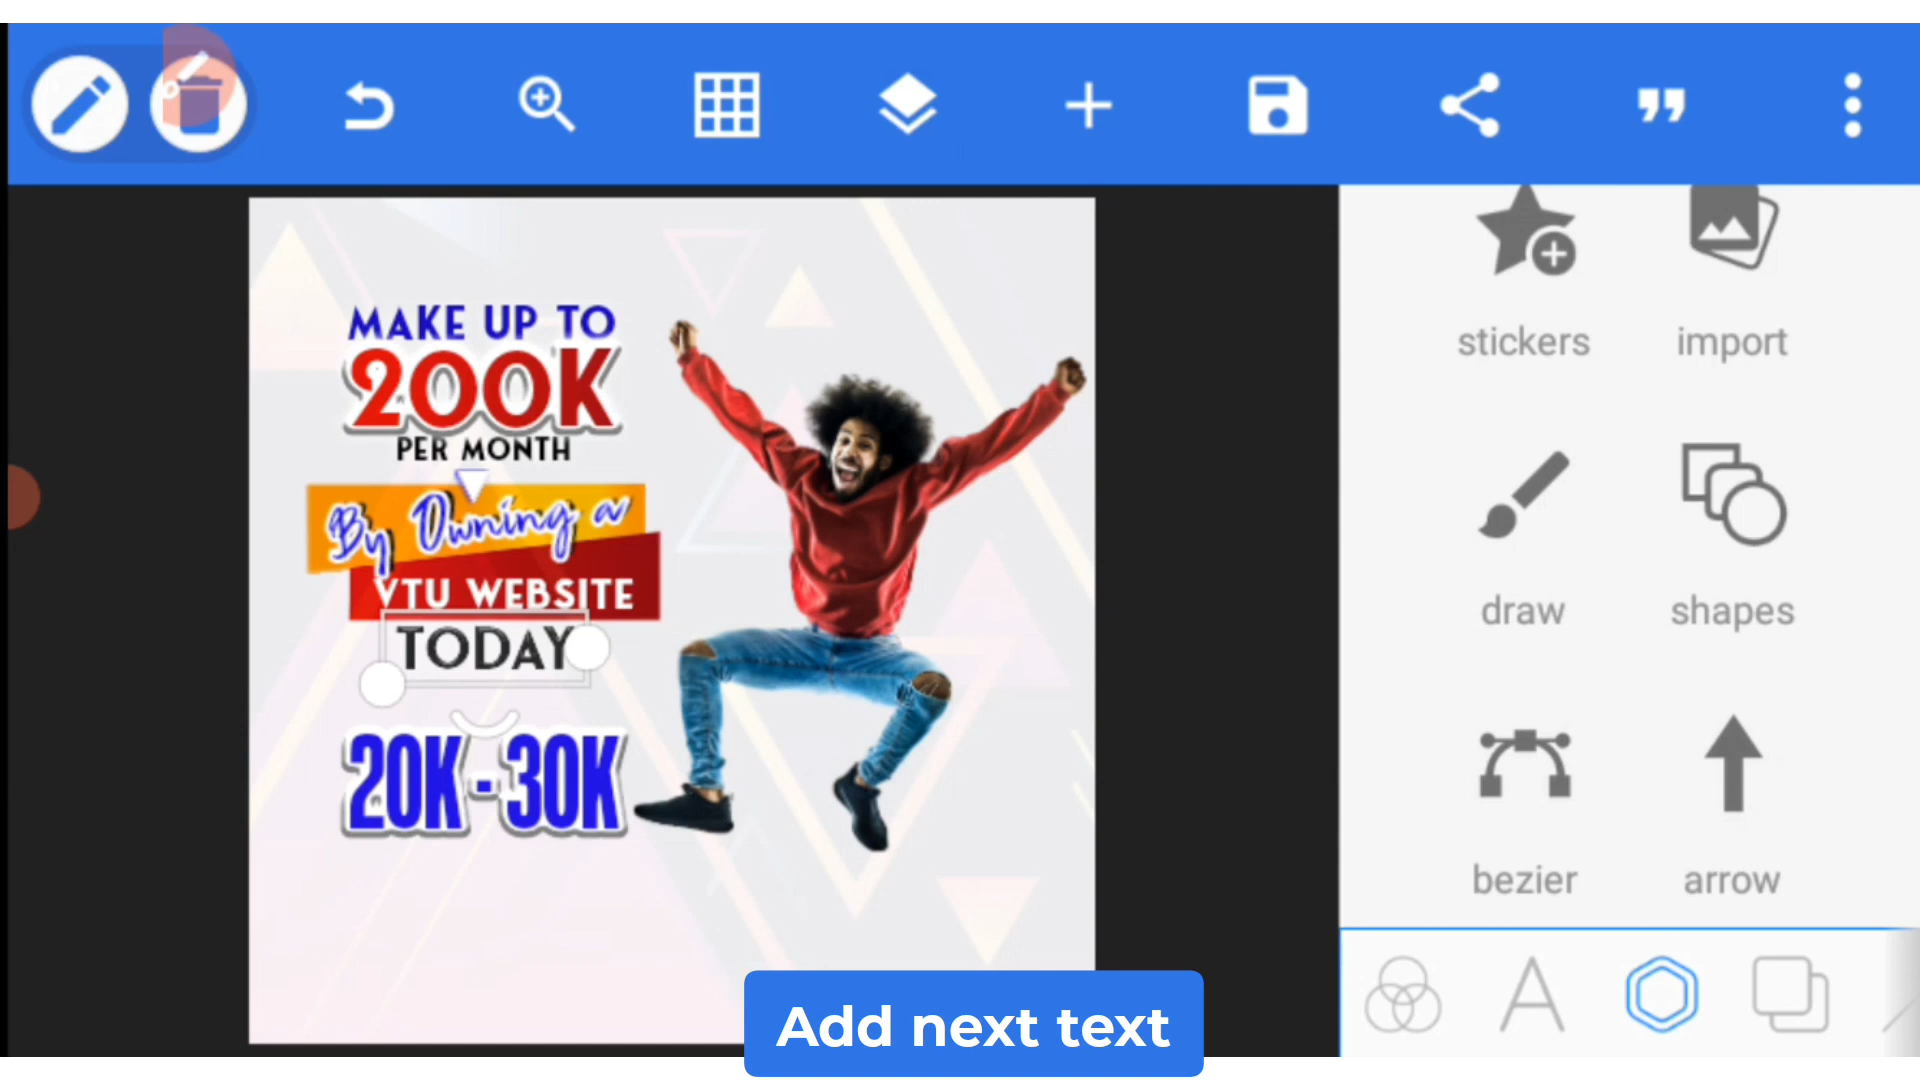 MAKE UP TO
200K
PER MONTH
By Owning a
VTU WEBSITE
TODAY
20K - 30K
stickers
import
draw
shapes
bezier
arrow
A
Add next text